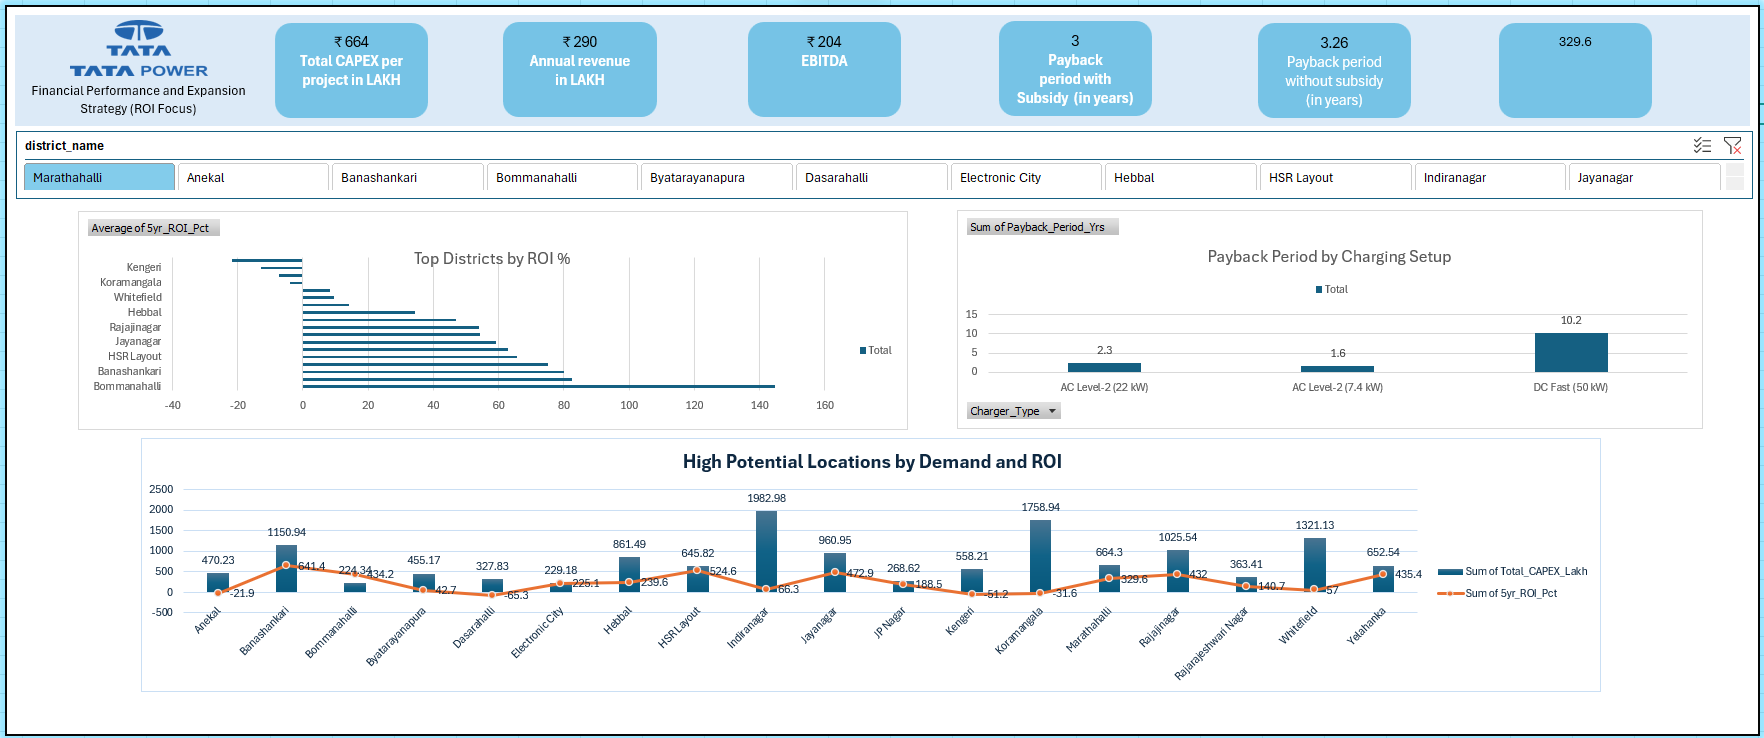 TATA
TATA POWER
Financial Performance and Expansion
Strategy (ROI Focus)
₹ 664
Total CAPEX per
project in LAKH
₹ 290
Annual revenue
in LAKH
₹ 204
EBITDA
3
Payback
period with
Subsidy (in years)
3.26
Payback period
without subsidy
(in years)
329.6
district_name
Marathahalli
Anekal
Banashankari
Bommanahalli
Byatarayanpura
Dasarahalli
Electronic City
Hebbal
HSR Layout
Indiranagar
Jayanagar
Average of 5yr_ROI_Pct
Top Districts by ROI %
Kengeri
Koramangala
Whitefield
Hebbal
Rajajinagar
Jayanagar
HSR Layout
Banashankari
Bommanahalli
-40 -20 0 20 40 60 80 100 120 140 160
Total
Sum of Payback_Period_Yrs
Payback Period by Charging Setup
Total
15
10
5
0
2.3
1.6
10.2
AC Level-2 (22 kW)
AC Level-2 (7.4 kW)
DC Fast (50 kW)
Charger_Type
High Potential Locations by Demand and ROI
2500
2000
1500
1000
500
0
-500
470.23
1150.94
224.34
455.17
327.83
229.18
861.49
645.82
1982.98
960.95
268.62
558.21
1758.94
664.3
1025.54
363.41
1321.13
652.54
-21.9
641.4
434.2
42.7
-65.3
225.1
239.6
524.6
66.3
472.9
188.5
-51.2
-31.6
329.6
432
140.7
57
435.4
Anekal
Banashankari
Bommanahalli
Byatarayanapura
Dasarahalli
Electronic City
Hebbal
HSR Layout
Indiranagar
Jayanagar
JP Nagar
Kengeri
Koramangala
Marathahalli
Rajajinagar
Rajarajeshwari Nagar
Whitefield
Yelahanka
Sum of Total_CAPEX_Lakh
Sum of 5yr_ROI_Pct